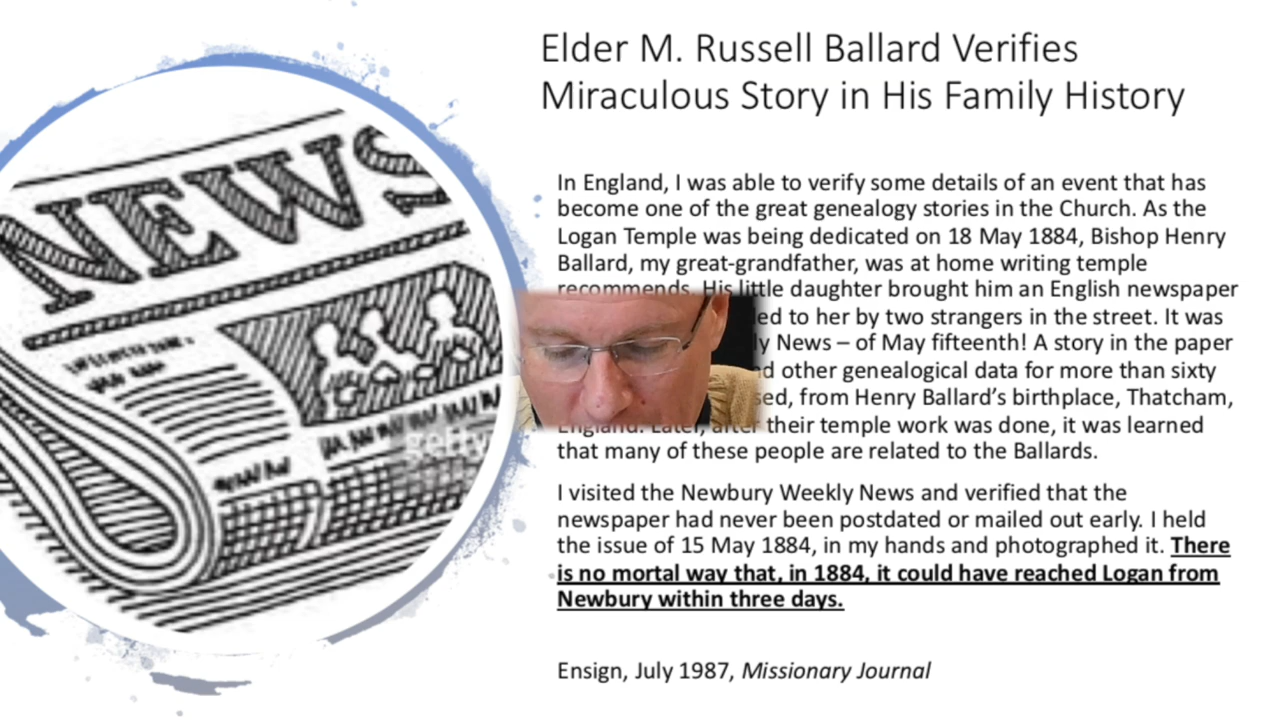 NEWS
getty
Elder M. Russell Ballard Verifies
Miraculous Story in His Family History
In England, I was able to verify some details of an event that has
become one of the great genealogy stories in the Church. As the
Logan Temple was being dedicated on 18 May 1884, Bishop Henry
Ballard, my great-grandfather, was at home writing temple
recommends. His little daughter brought him an English newspaper
to her by two strangers in the street. It was
News – of May fifteenth! A story in the paper
other genealogical data for more than sixty
from Henry Ballard’s birthplace, Thatcham,
England. Later, after their temple work was done, it was learned
that many of these people are related to the Ballards.
I visited the Newbury Weekly News and verified that the
newspaper had never been postdated or mailed out early. I held
the issue of 15 May 1884, in my hands and photographed it. There
is no mortal way that, in 1884, it could have reached Logan from
Newbury within three days.
Ensign, July 1987, Missionary Journal